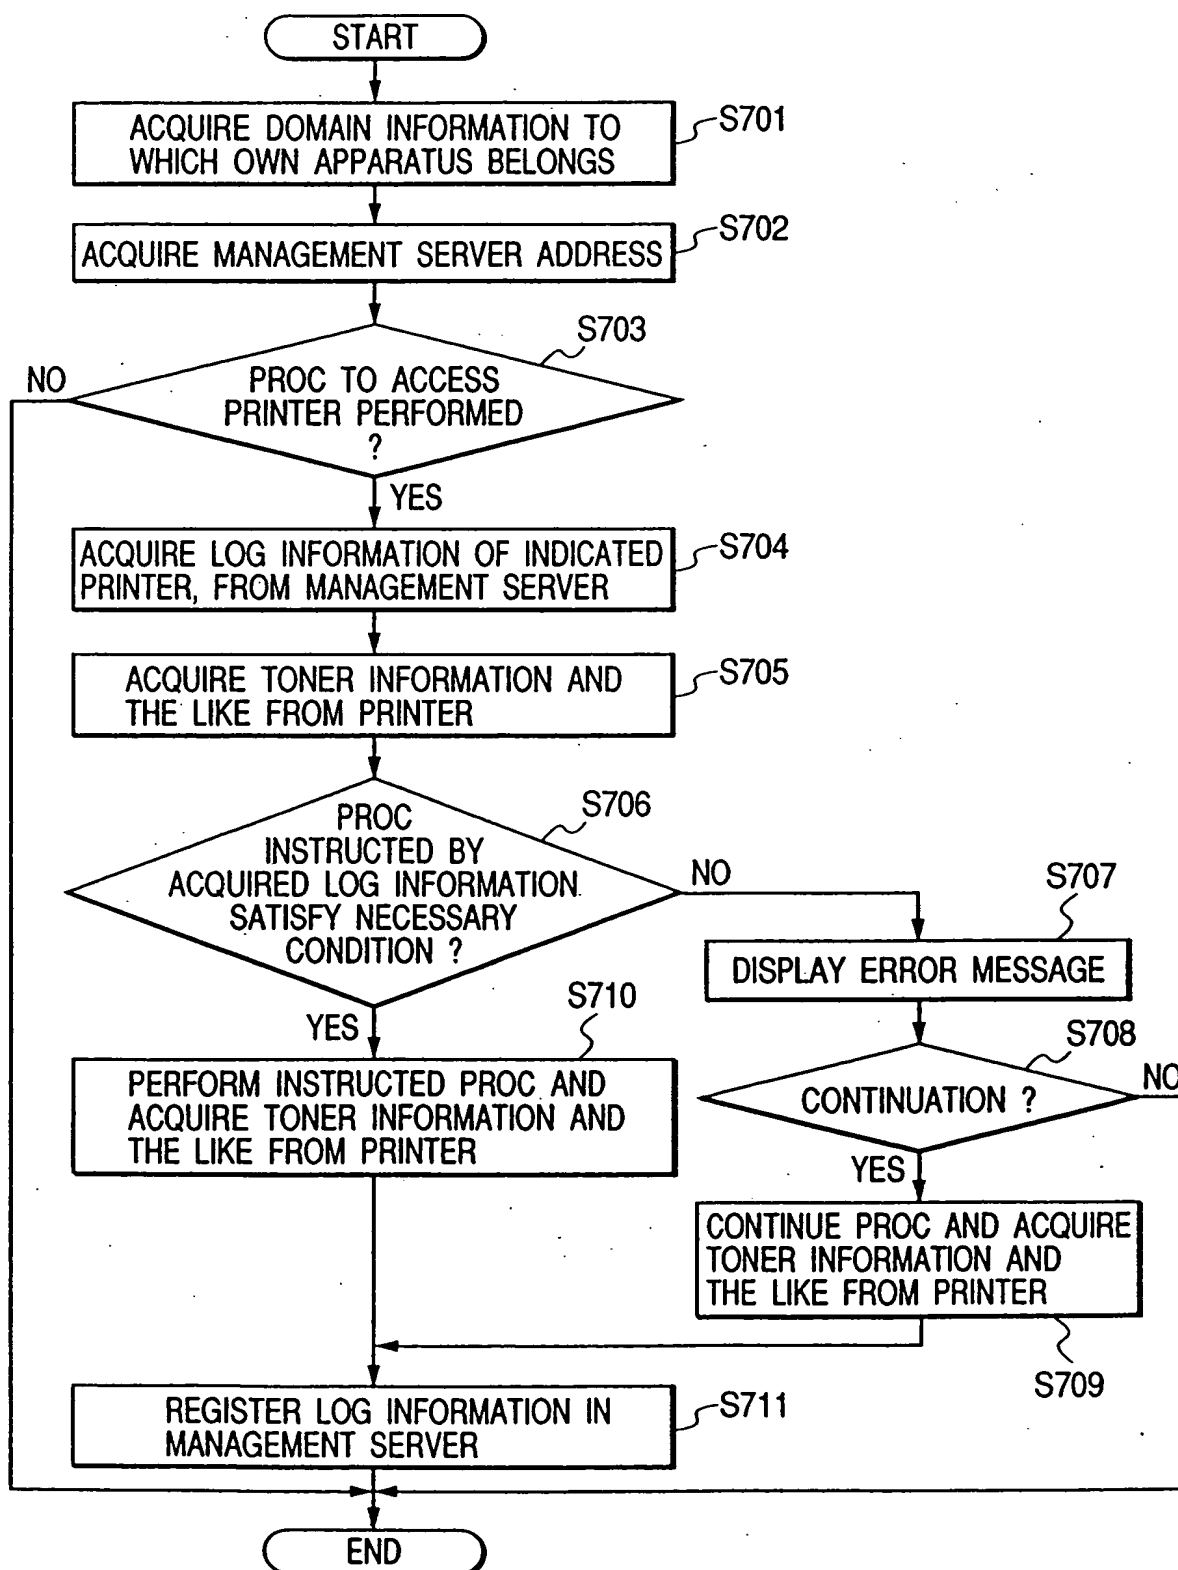 START
ACQUIRE DOMAIN INFORMATION TO
WHICH OWN APPARATUS BELONGS
S701
ACQUIRE MANAGEMENT SERVER ADDRESS
S702
S703
NO
PROC TO ACCESS
PRINTER PERFORMED
?
YES
ACQUIRE LOG INFORMATION OF INDICATED
PRINTER, FROM MANAGEMENT SERVER
S704
ACQUIRE TONER INFORMATION AND
THE LIKE FROM PRINTER
S705
S706
PROC
INSTRUCTED BY
ACQUIRED LOG INFORMATION
SATISFY NECESSARY
CONDITION ?
NO
S707
DISPLAY ERROR MESSAGE
YES
S710
PERFORM INSTRUCTED PROC AND
ACQUIRE TONER INFORMATION AND
THE LIKE FROM PRINTER
S708
CONTINUATION ?
NO
YES
CONTINUE PROC AND ACQUIRE
TONER INFORMATION AND
THE LIKE FROM PRINTER
S709
REGISTER LOG INFORMATION IN
MANAGEMENT SERVER
S711
END